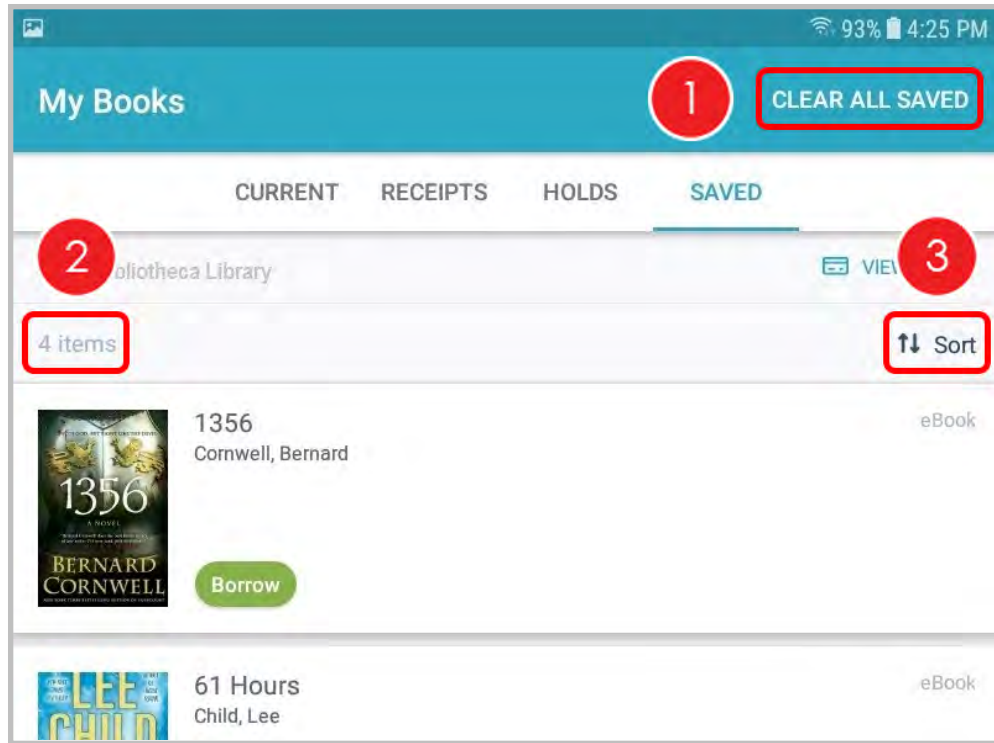 93% 4:25 PM
My Books
1
CLEAR ALL SAVED
CURRENT RECEIPTS HOLDS SAVED
2
Library
3
4 items
Sort
1356
eBook
Cornwell, Bernard
1356
A NOVEL
BERNARD
CORNWELL
Borrow
61 Hours
eBook
Child, Lee
LEE
CHILD